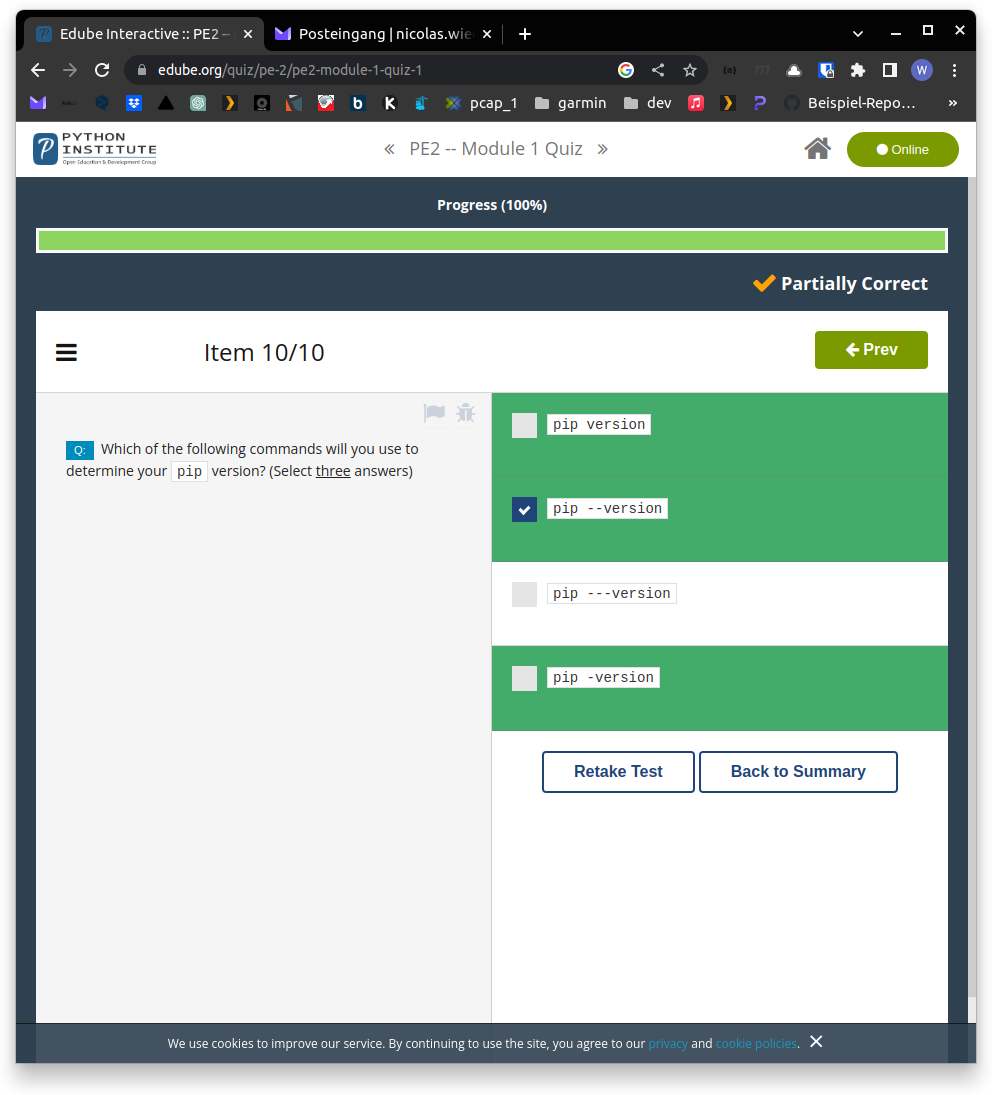 Edube Interactive :: PE2 –
Posteingang | nicolas.wie
edube.org/quiz/pe-2/pe2-module-1-quiz-1
W
pcap_1
garmin
dev
Beispiel-Repo…
»
PYTHON
INSTITUTE
Open Education & Development Group
« PE2 -- Module 1 Quiz »
Online
Progress (100%)
Partially Correct
Item 10/10
Prev
Q: Which of the following commands will you use to
determine your pip version? (Select three answers)
pip version
pip --version
pip ---version
pip -version
Retake Test
Back to Summary
We use cookies to improve our service. By continuing to use the site, you agree to our privacy and cookie policies.